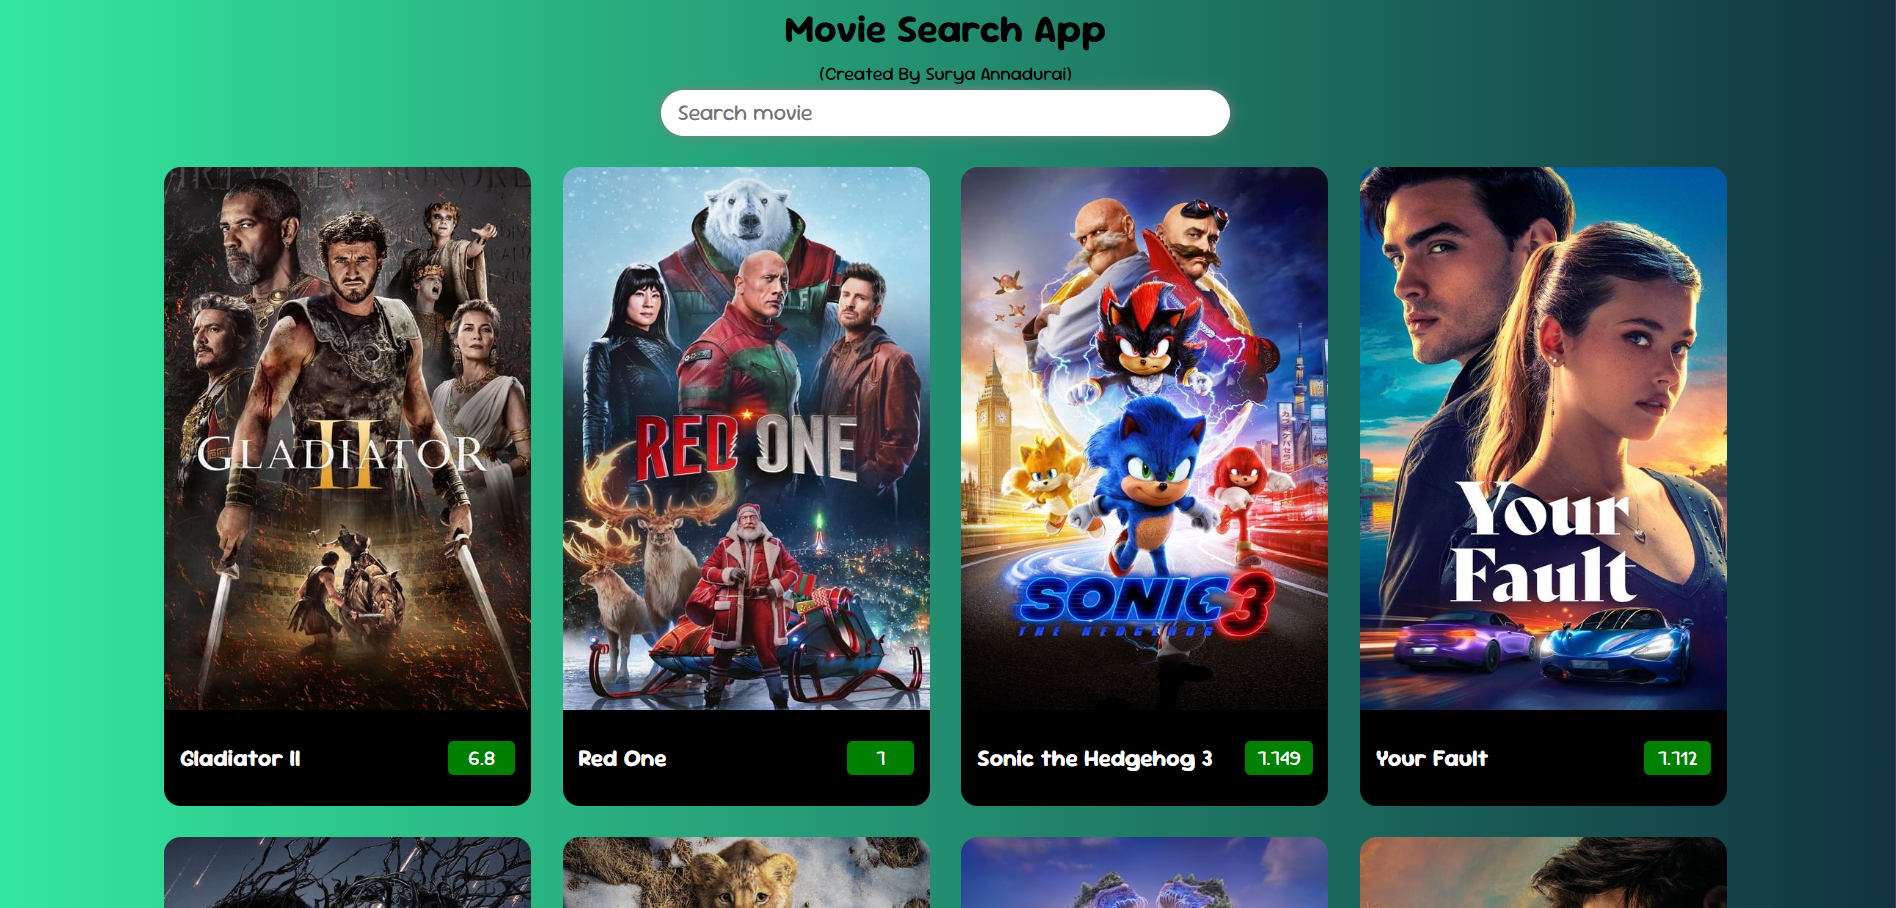 Movie Search App
(Created By Surya Annadurai)
Search movie
GLADIATOR
II
RED ONE
SONIC 3
THE HEDGEHOG
Your
Fault
Gladiator II
6.8
Red One
7
Sonic the Hedgehog 3
7.749
Your Fault
7.712